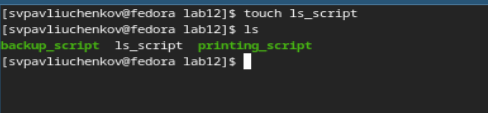 [svpavliuchenkov@fedora lab12]$ touch ls_script
[svpavliuchenkov@fedora lab12]$ ls
backup_script  ls_script  printing_script
[svpavliuchenkov@fedora lab12]$